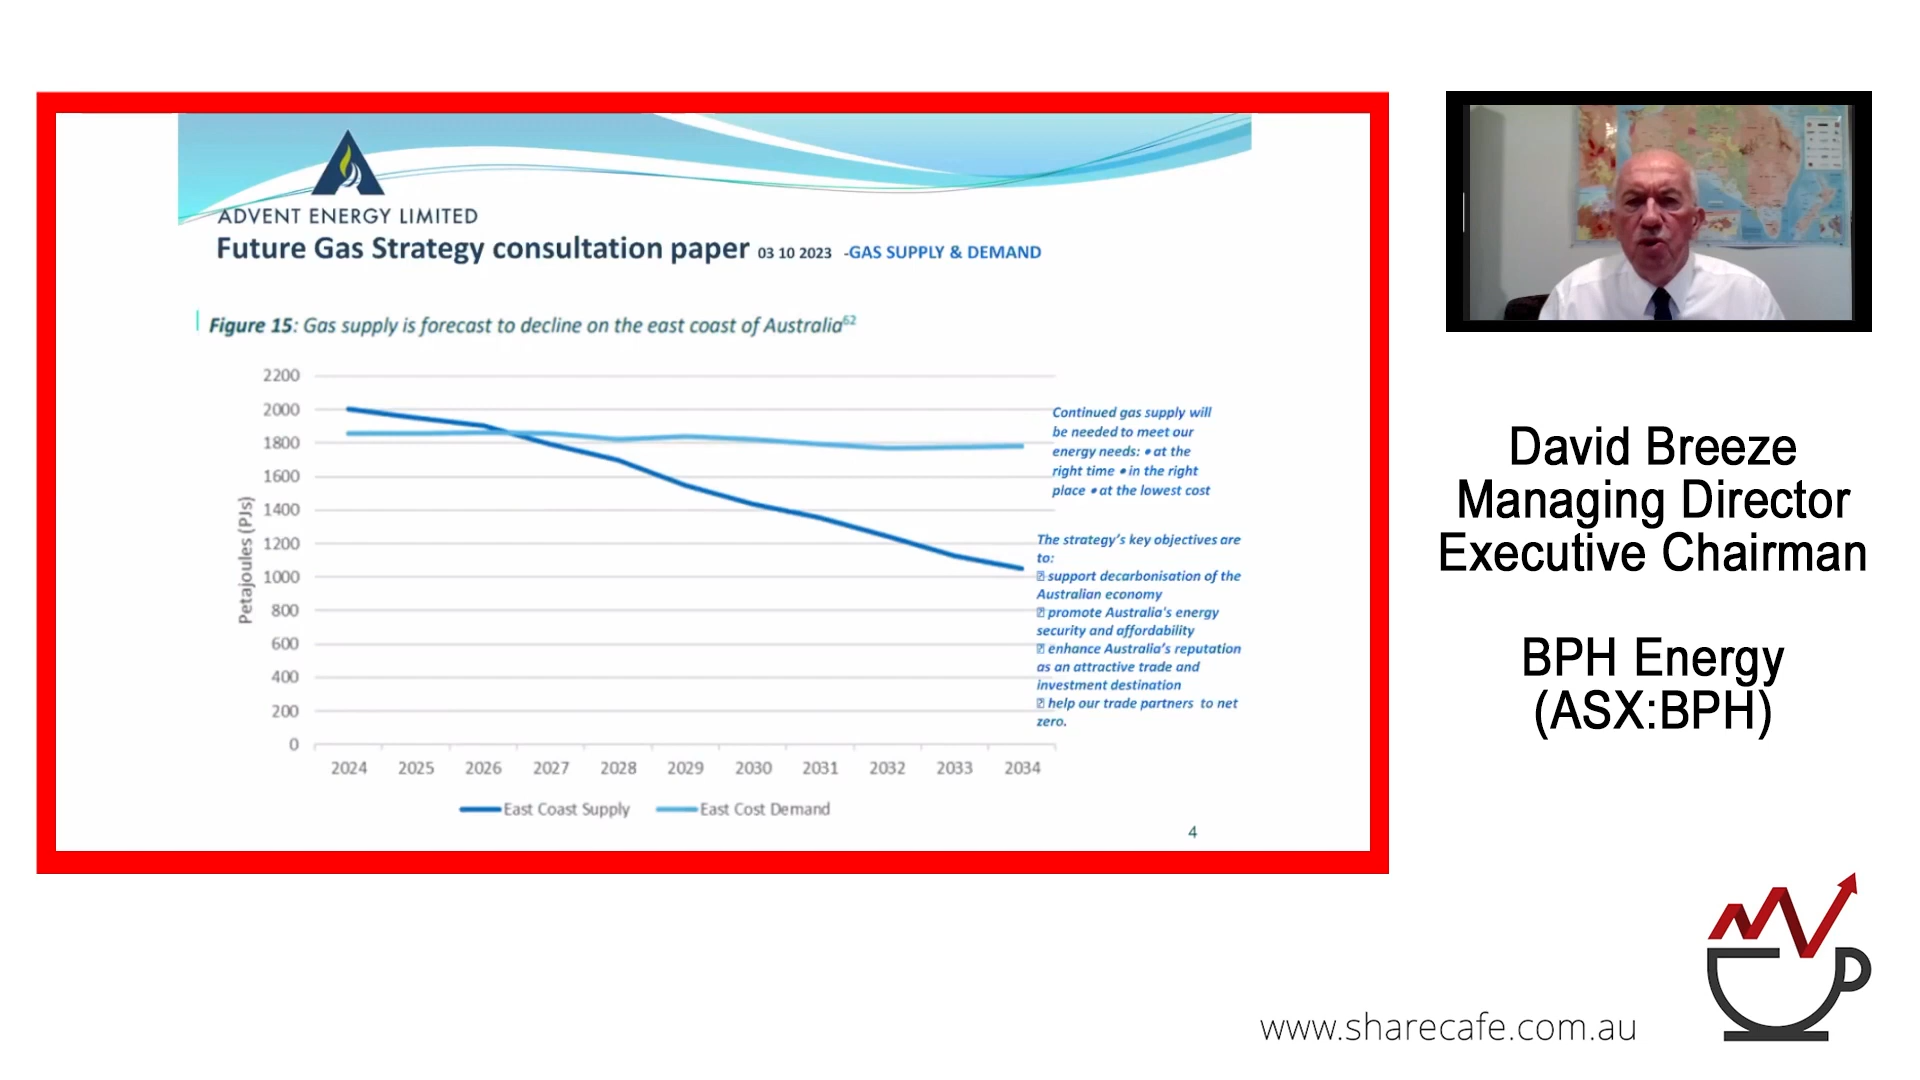 ADVENT ENERGY LIMITED
Future Gas Strategy consultation paper 03 10 2023 -GAS SUPPLY & DEMAND
Figure 15: Gas supply is forecast to decline on the east coast of Australia62
Petajoules (PJs)
2200
2000
1800
1600
1400
1200
1000
800
600
400
200
0
2024 2025 2026 2027 2028 2029 2030 2031 2032 2033 2034
East Coast Supply East Cost Demand
Continued gas supply will
be needed to meet our
energy needs: • at the
right time • in the right
place • at the lowest cost
The strategy's key objectives are
to:
support decarbonisation of the
Australian economy
promote Australia's energy
security and affordability
enhance Australia's reputation
as an attractive trade and
investment destination
help our trade partners to net
zero.
4
David Breeze
Managing Director
Executive Chairman
BPH Energy
(ASX:BPH)
www.sharecafe.com.au